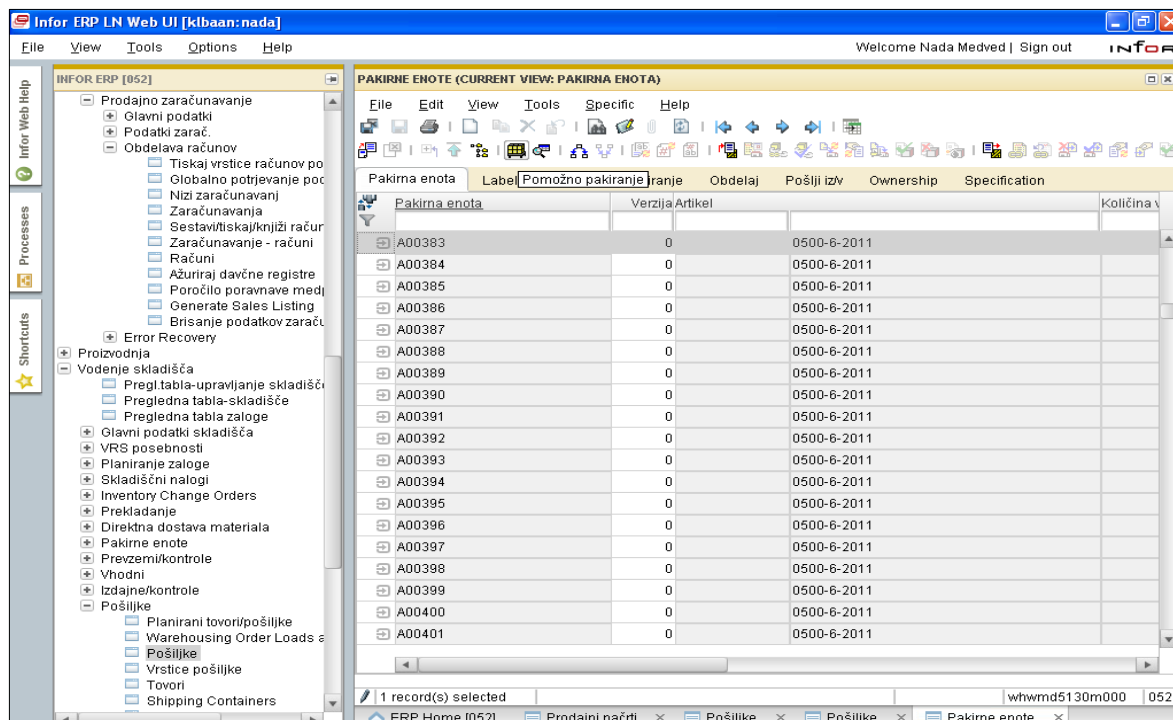 Infor ERP LN Web UI [klbaan:nada]
File View Tools Options Help
Welcome Nada Medved | Sign out
infor
Infor Web Help
Processes
Shortcuts
INFOR ERP [052]
Prodajno zaračunavanje
Glavni podatki
Podatki zarač.
Obdelava računov
Tiskaj vrstice računov po
Globalno potrjevanje poo
Nizi zaračunavanj
Zaračunavanja
Sestavi/tiskaj/knjiži račun
Zaračunavanje - računi
Računi
Ažuriraj davčne registre
Poročilo poravnave med
Generate Sales Listing
Brisanje podatkov zaraču
Error Recovery
Proizvodnja
Vodenje skladišča
Pregl.tabla-upravljanje skladišč
Pregledna tabla-skladišče
Pregledna tabla zaloge
Glavni podatki skladišča
VRS posebnosti
Planiranje zaloge
Skladiščni nalogi
Inventory Change Orders
Prekladanje
Direktna dostava materiala
Pakirne enote
Prevzemi/kontrole
Vhodni
Izdajne/kontrole
Pošiljke
Planirani tovori/pošiljke
Warehousing Order Loads a
Pošiljke
Vrstice pošiljke
Tovori
Shipping Containers
PAKIRNE ENOTE (CURRENT VIEW: PAKIRNA ENOTA)
File Edit View Tools Specific Help
Pakirna enota Label Pomožno pakiranje iranje Obdelaj Pošlji iz/v Ownership Specification
Pakirna enota Verzija Artikel Količina v
A00383 0 0500-6-2011
A00384 0 0500-6-2011
A00385 0 0500-6-2011
A00386 0 0500-6-2011
A00387 0 0500-6-2011
A00388 0 0500-6-2011
A00389 0 0500-6-2011
A00390 0 0500-6-2011
A00391 0 0500-6-2011
A00392 0 0500-6-2011
A00393 0 0500-6-2011
A00394 0 0500-6-2011
A00395 0 0500-6-2011
A00396 0 0500-6-2011
A00397 0 0500-6-2011
A00398 0 0500-6-2011
A00399 0 0500-6-2011
A00400 0 0500-6-2011
A00401 0 0500-6-2011
1 record(s) selected whwmd5130m000 052
ERP Home [052] Prodajni načrti Pošiljke Pošiljke Pakirne enote